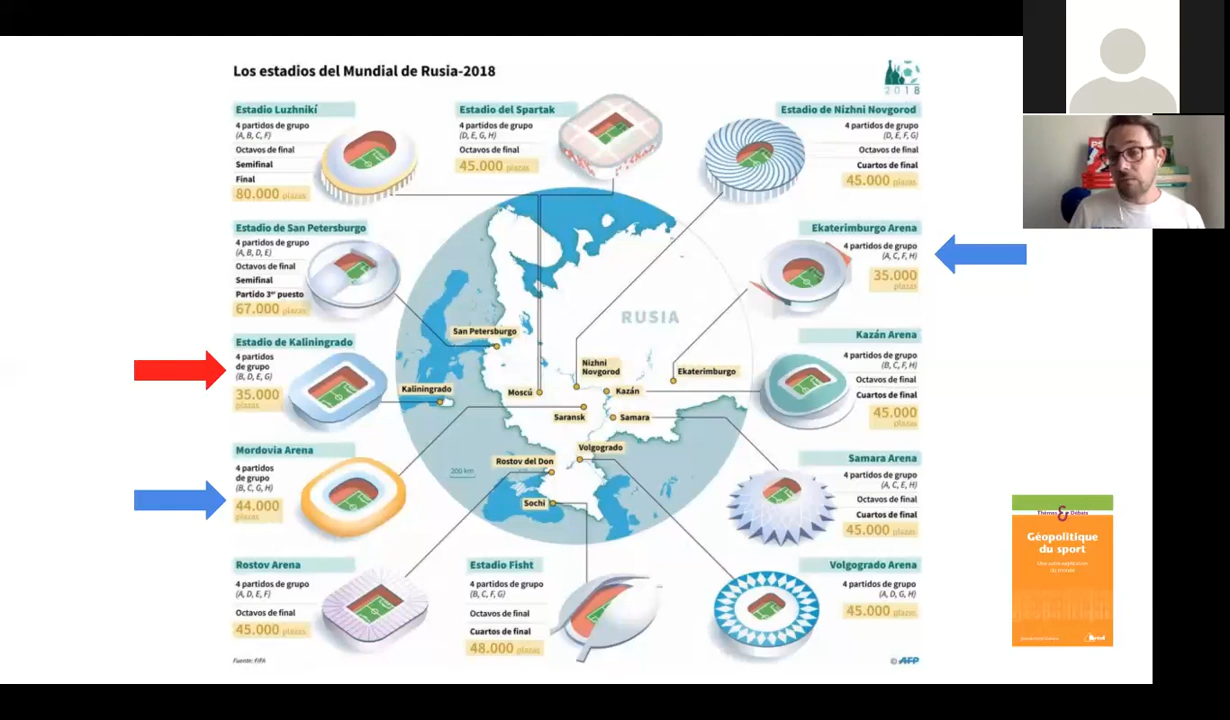 Los estadios del Mundial de Rusia-2018
2018
Estadio Luzhnikí
4 partidos de grupo
(A, B, C, F)
Octavos de final
Semifinal
Final
80.000 plazas
Estadio del Spartak
4 partidos de grupo
(D, E, G, H)
Octavos de final
45.000 plazas
Estadio de Nizhni Novgorod
4 partidos de grupo
(D, E, F, G)
Octavos de final
Cuartos de final
45.000 plazas
Estadio de San Petersburgo
4 partidos de grupo
(A, B, D, E)
Octavos de final
Semifinal
Partido 3er puesto
67.000 plazas
Ekaterimburgo Arena
4 partidos de grupo
(A, C, F, H)
35.000
plazas
Estadio de Kaliningrado
4 partidos
de grupo
(B, D, E, G)
35.000
plazas
Kazán Arena
4 partidos de grupo
(B, C, F, H)
Octavos de final
Cuartos de final
45.000
plazas
RUSIA
San Petersburgo
Kaliningrado
Moscú
Nizhni
Novgorod
Kazán
Ekaterimburgo
Saransk
Samara
Volgogrado
Rostov del Don
Sochi
200 km
Mordovia Arena
4 partidos
de grupo
(B, C, G, H)
44.000
plazas
Samara Arena
4 partidos de grupo
(A, C, E, H)
Octavos de final
Cuartos de final
45.000 plazas
Rostov Arena
4 partidos de grupo
(A, D, E, F)
Octavos de final
45.000 plazas
Estadio Fisht
4 partidos de grupo
(B, C, F, G)
Octavos de final
Cuartos de final
48.000 plazas
Volgogrado Arena
4 partidos de grupo
(A, D, G, H)
45.000 plazas
Fuente: FIFA
© AFP
Thèmes & Débats
Géopolitique
du sport
Une autre explication
du monde